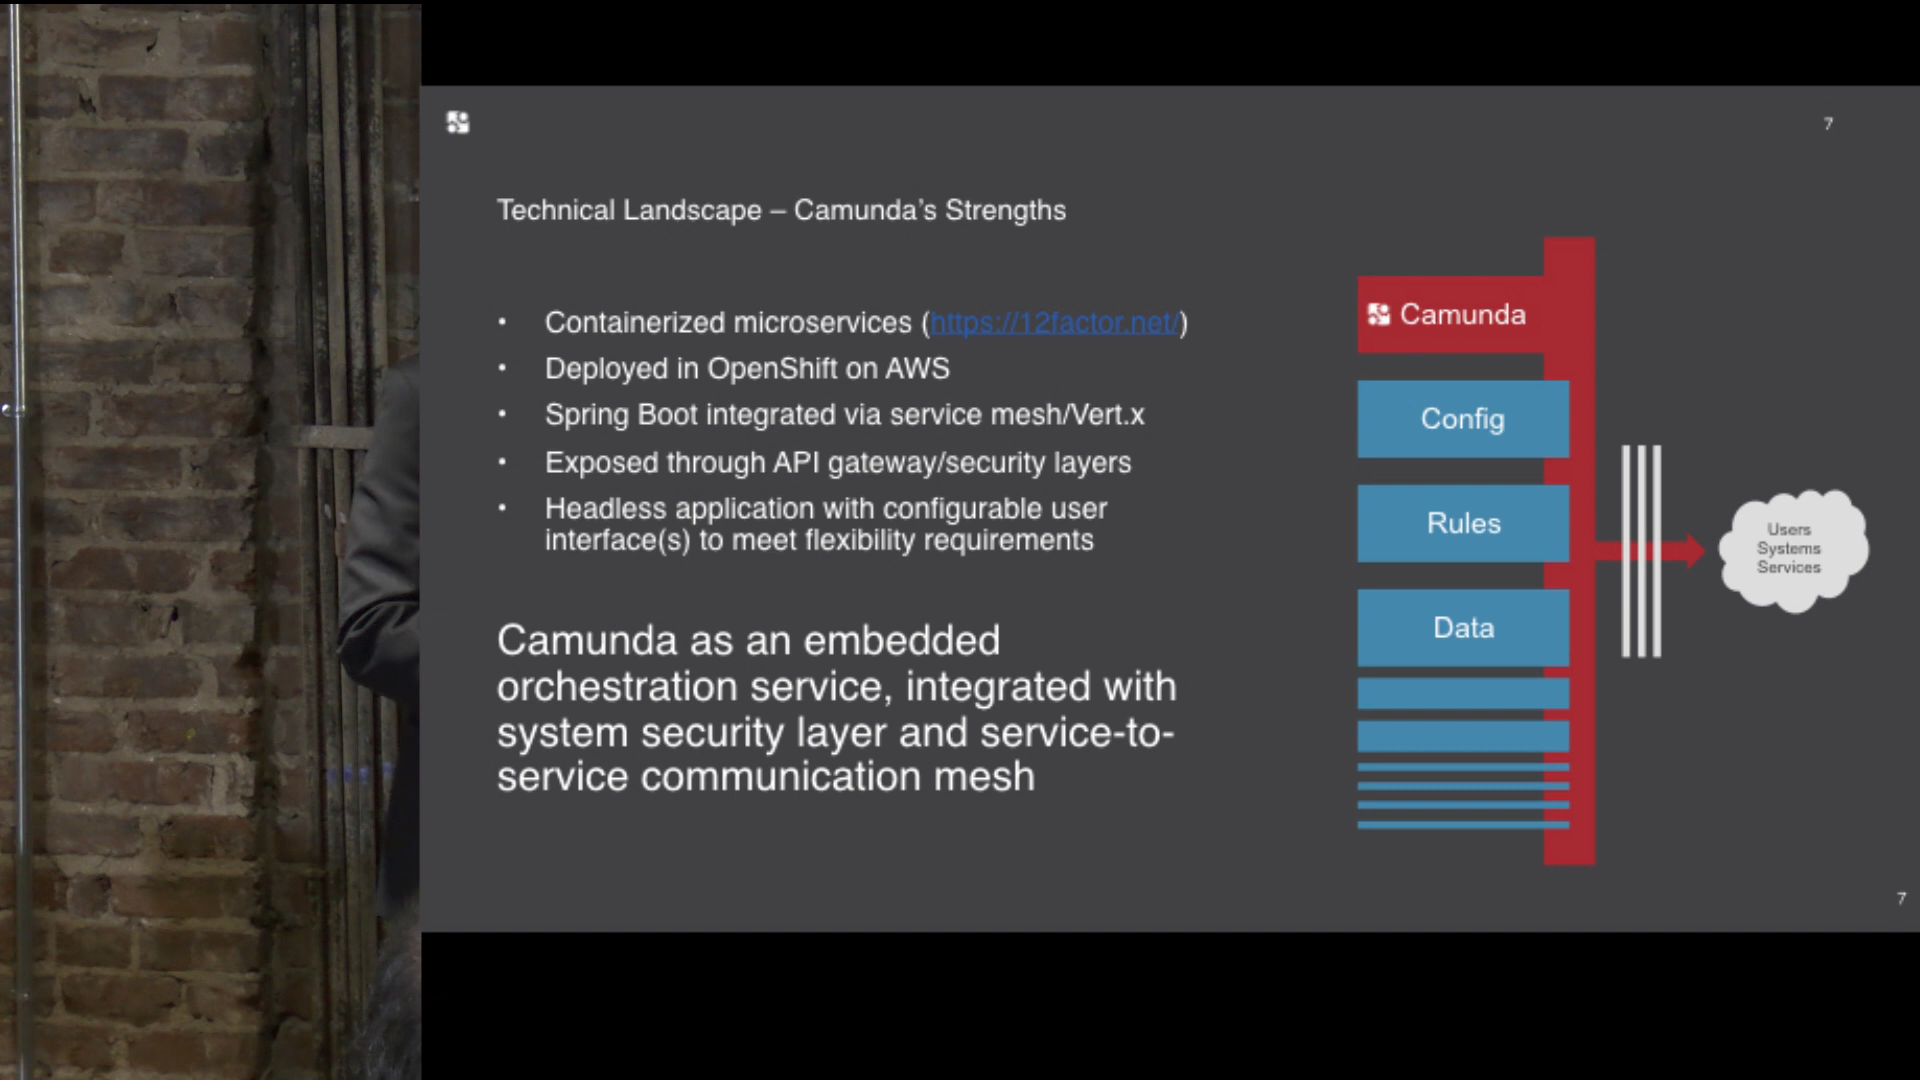 7
Technical Landscape – Camunda's Strengths
• Containerized microservices (https://12factor.net/)
• Deployed in OpenShift on AWS
• Spring Boot integrated via service mesh/Vert.x
• Exposed through API gateway/security layers
• Headless application with configurable user
interface(s) to meet flexibility requirements
Camunda as an embedded
orchestration service, integrated with
system security layer and service-to-
service communication mesh
Camunda
Config
Rules
Data
Users
Systems
Services
7